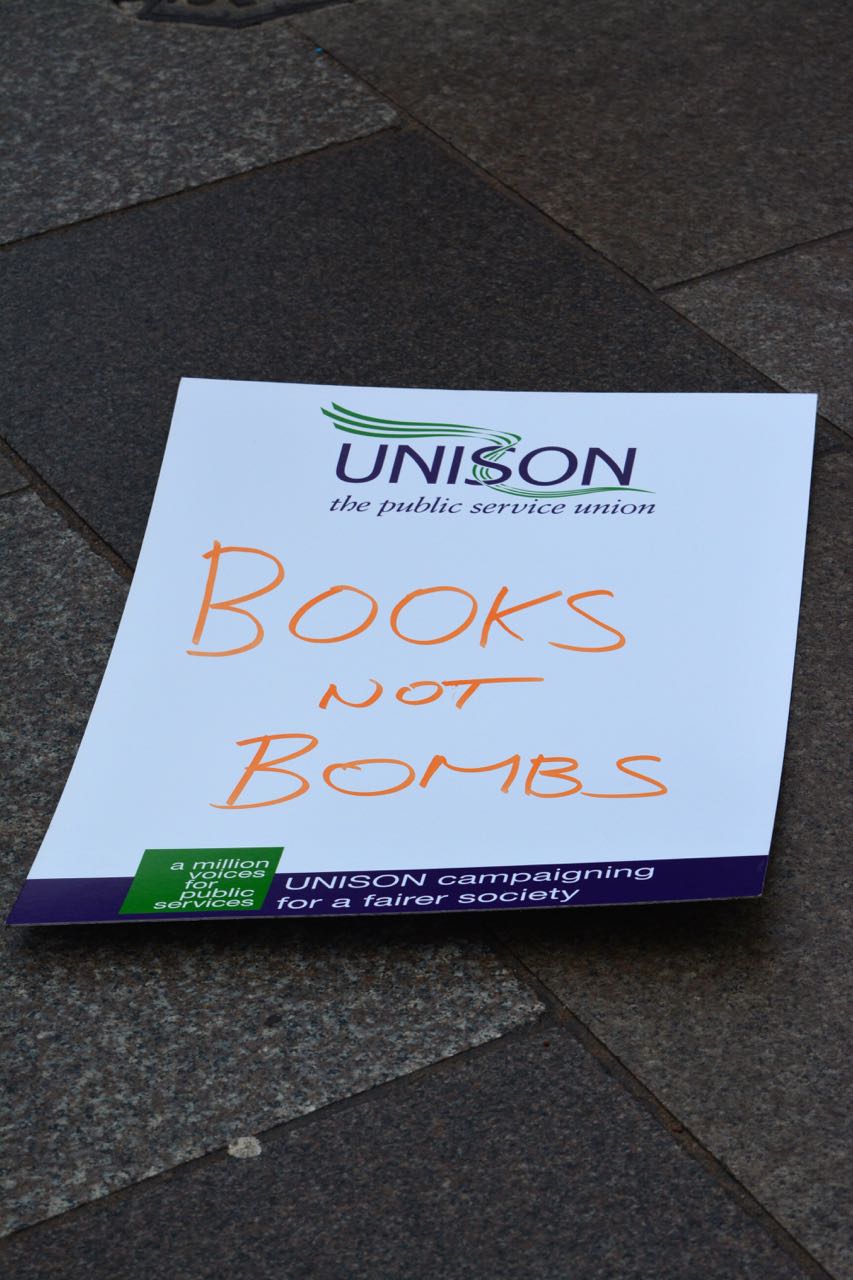 UNISON
the public service union
BOOKS
NOT
BOMBS
a million
voices
for
public
services
UNISON campaigning
for a fairer society